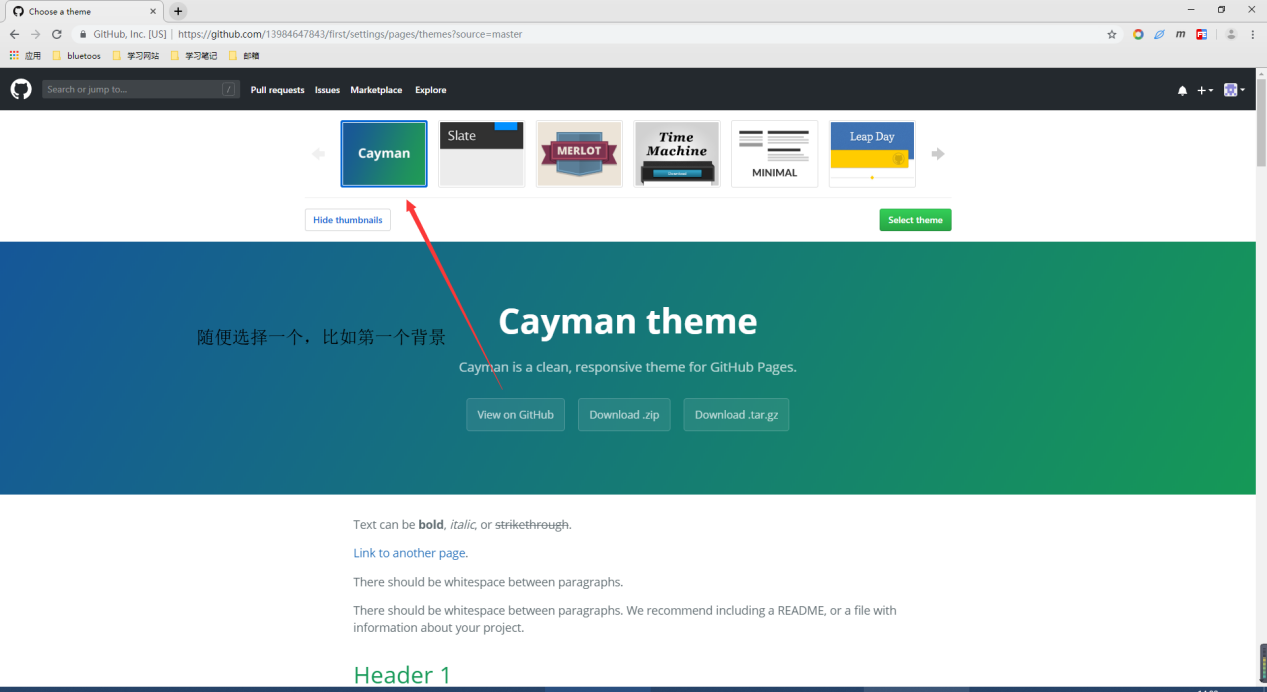 Choose a theme
GitHub, Inc. [US] | https://github.com/13984647843/first/settings/pages/themes?source=master
应用 bluetoos 学习网站 学习笔记 邮箱
Search or jump to... /
Pull requests Issues Marketplace Explore
Cayman
Slate
MERLOT
Time Machine
Download
MINIMAL
Leap Day
Hide thumbnails
Select theme
Cayman theme
随便选择一个，比如第一个背景
Cayman is a clean, responsive theme for GitHub Pages.
View on GitHub Download .zip Download .tar.gz
Text can be bold, italic, or strikethrough.
Link to another page.
There should be whitespace between paragraphs.
There should be whitespace between paragraphs. We recommend including a README, or a file with
information about your project.
Header 1